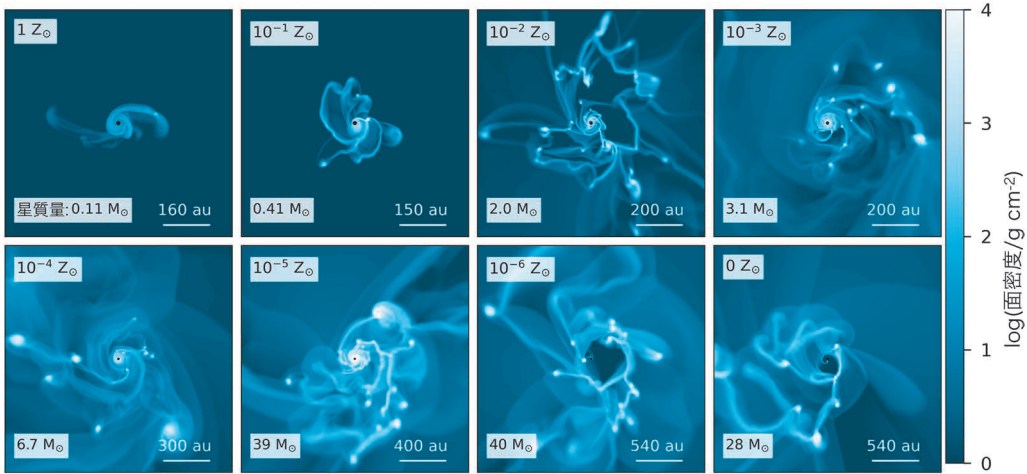 1 Z☉
星質量:0.11 M☉
160 au
10⁻¹ Z☉
0.41 M☉
150 au
10⁻² Z☉
2.0 M☉
200 au
10⁻³ Z☉
3.1 M☉
200 au
10⁻⁴ Z☉
6.7 M☉
300 au
10⁻⁵ Z☉
39 M☉
400 au
10⁻⁶ Z☉
40 M☉
540 au
0 Z☉
28 M☉
540 au
4
3
2
1
0
log(面密度/g cm⁻²)